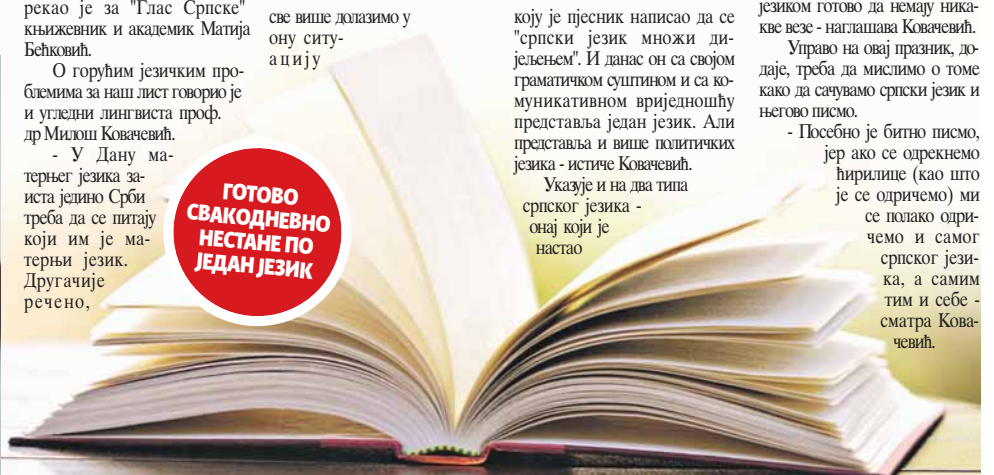 рекао је за "Глас Српске"
књижевник и академик Матија
Бећковић.
О горућим језичким про-
блемима за наш лист говорио је
и угледни лингвиста проф.
др Милош Ковачевић.
- У Дану ма-
терњег језика за-
иста једино Срби
треба да се питају
који им је ма-
терњи језик.
Другачије
речено,
све више долазимо у
ону ситу-
ацију
коју је пјесник написао да се
"српски језик множи ди-
јељењем". И данас он са својом
граматичком суштином и са ко-
муникативном вриједношћу
представља један језик. Али
представља и више политичких
језика - истиче Ковачевић.
Указује и на два типа
српског језика -
онај који је
настао
језиком готово да немају ника-
кве везе - наглашава Ковачевић.
Управо на овај празник, до-
даје, треба да мислимо о томе
како да сачувамо српски језик и
његово писмо.
- Посебно је битно писмо,
јер ако се одрекнемо
ћирилице (као што
је се одричемо) ми
се полако одри-
чемо и самог
српског јези-
ка, а самим
тим и себе -
сматра Кова-
чевић.
ГОТОВО
СВАКОДНЕВНО
НЕСТАНЕ ПО
ЈЕДАН ЈЕЗИК